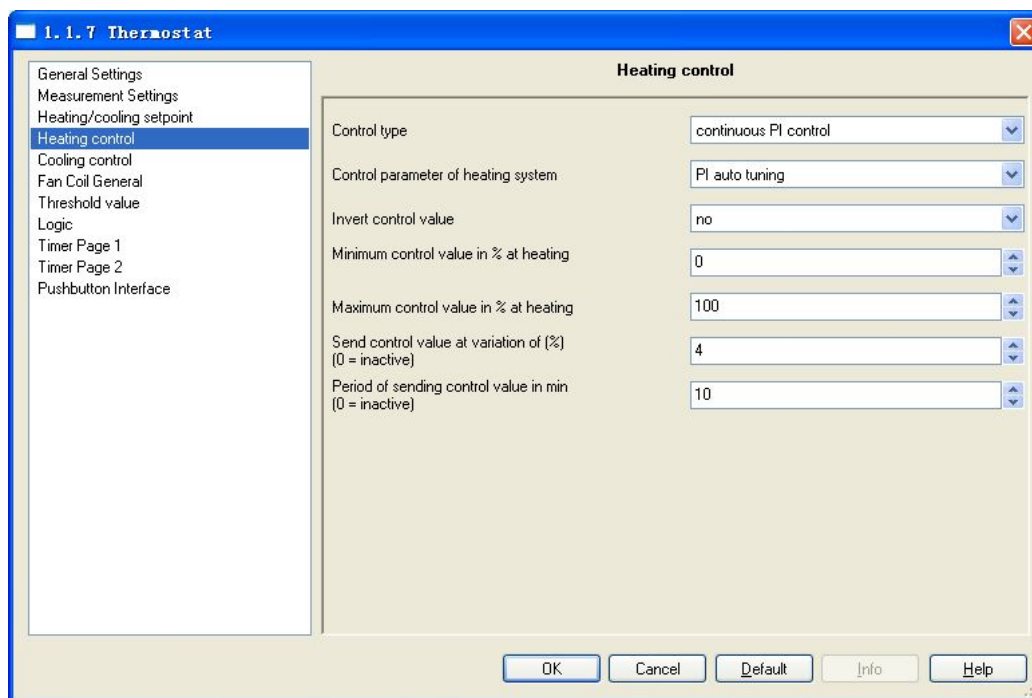 1.1.7 Thermostat
General Settings
Measurement Settings
Heating/cooling setpoint
Heating control
Cooling control
Fan Coil General
Threshold value
Logic
Timer Page 1
Timer Page 2
Pushbutton Interface
Heating control
Control type
continuous PI control
Control parameter of heating system
PI auto tuning
Invert control value
no
Minimum control value in % at heating
0
Maximum control value in % at heating
100
Send control value at variation of (%)
(0 = inactive)
4
Period of sending control value in min
(0 = inactive)
10
OK
Cancel
Default
Info
Help